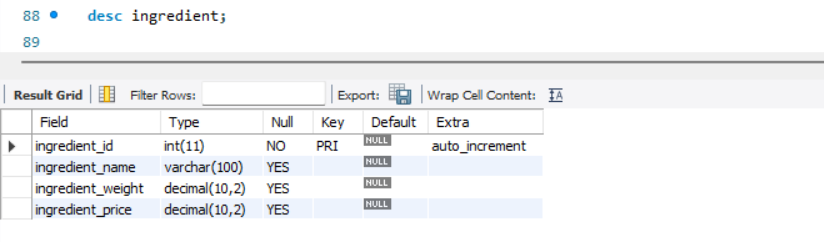 88 desc ingredient;
89
Result Grid Filter Rows: Export: Wrap Cell Content: IA
Field Type Null Key Default Extra
ingredient_id int(11) NO PRI NULL auto_increment
ingredient_name varchar(100) YES NULL
ingredient_weight decimal(10,2) YES NULL
ingredient_price decimal(10,2) YES NULL